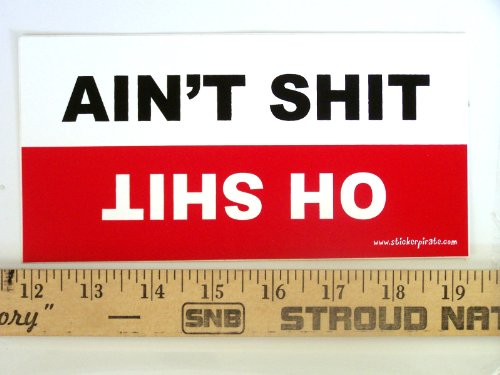 AIN'T SHIT
OH SHIT
www.stickerpirate.com
12 13 14 15 16 17 18 19
ory" SNB STROUD NAT